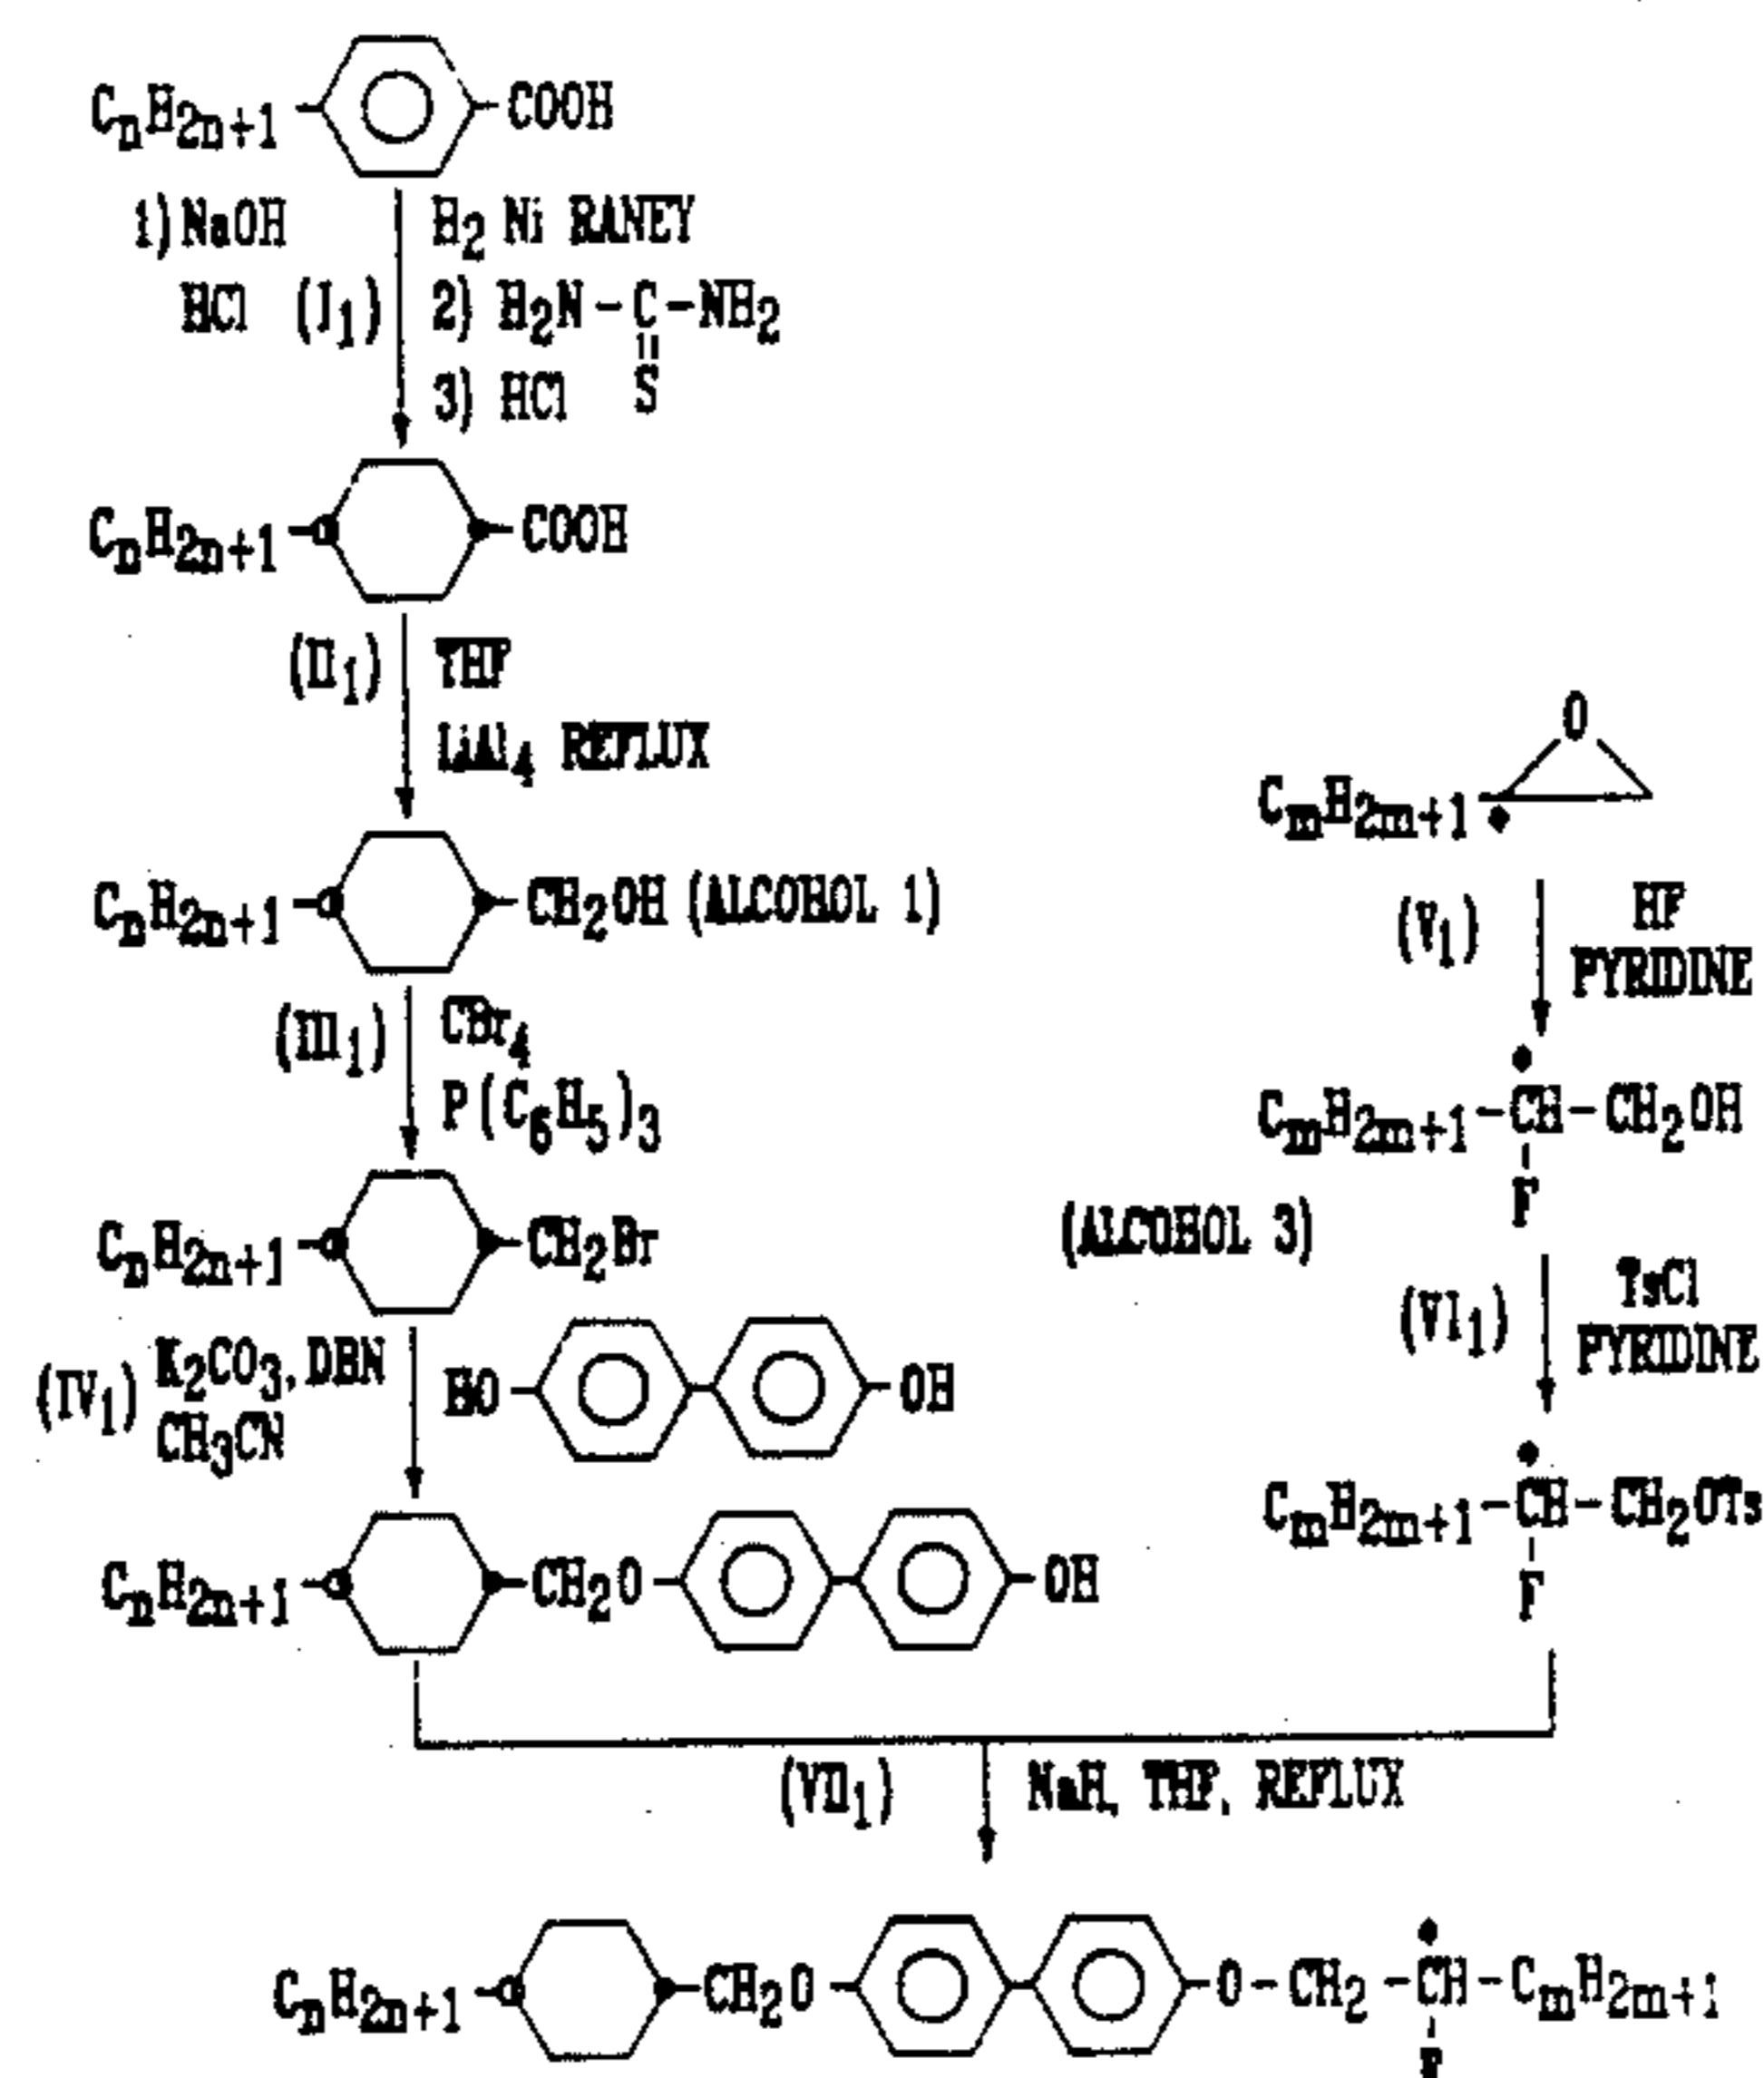 CnH2n+1 COOH
1) NaOH H2 Ni RANEY
HCl (I1) 2) H2N-C-NH2
S
3) HCl
CnH2n+1 COOH
(II1) THF
LiAl4 REFLUX
CnH2n+1 CH2OH (ALCOHOL 1)
(III1) CBr4
P(C6H5)3
CnH2n+1 CH2Br
(IV1) K2CO3, DBN HO OH
CH3CN
CnH2n+1 CH2O OH
O
CmH2m+1
(V1) HF
PYRIDINE
CmH2m+1-CH-CH2OH
F
(ALCOHOL 3)
(VI1) TsCl
PYRIDINE
CmH2m+1-CH-CH2OTs
F
(VII1) NaH, THF, REFLUX
CnH2n+1 CH2O O-CH2-CH-CmH2m+1
F